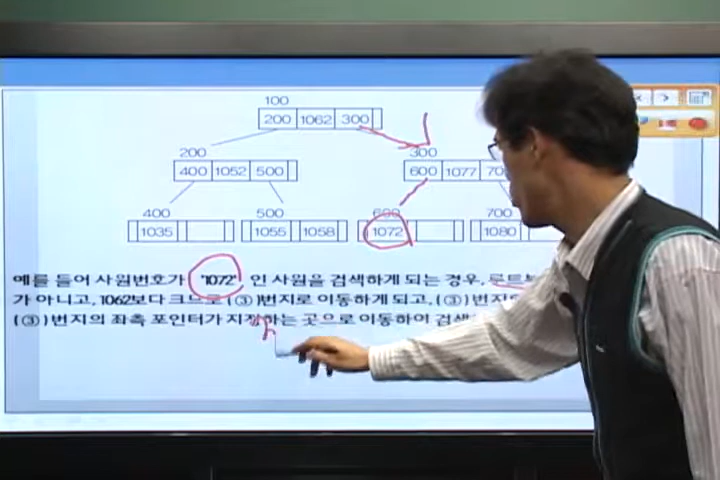 100
200 1062 300
200 300
400 1052 500 600 1077
400 500 600 700
1035 1055 1058 1072 1080
예를 들어 사원번호가 '1072' 인 사원을 검색하게 되는 경우,
가 아니고, 1062보다 크므로 (③)번지로 이동하게 되고, (③)번지
(③)번지의 좌측 포인터가 지정하는 곳으로 이동하여